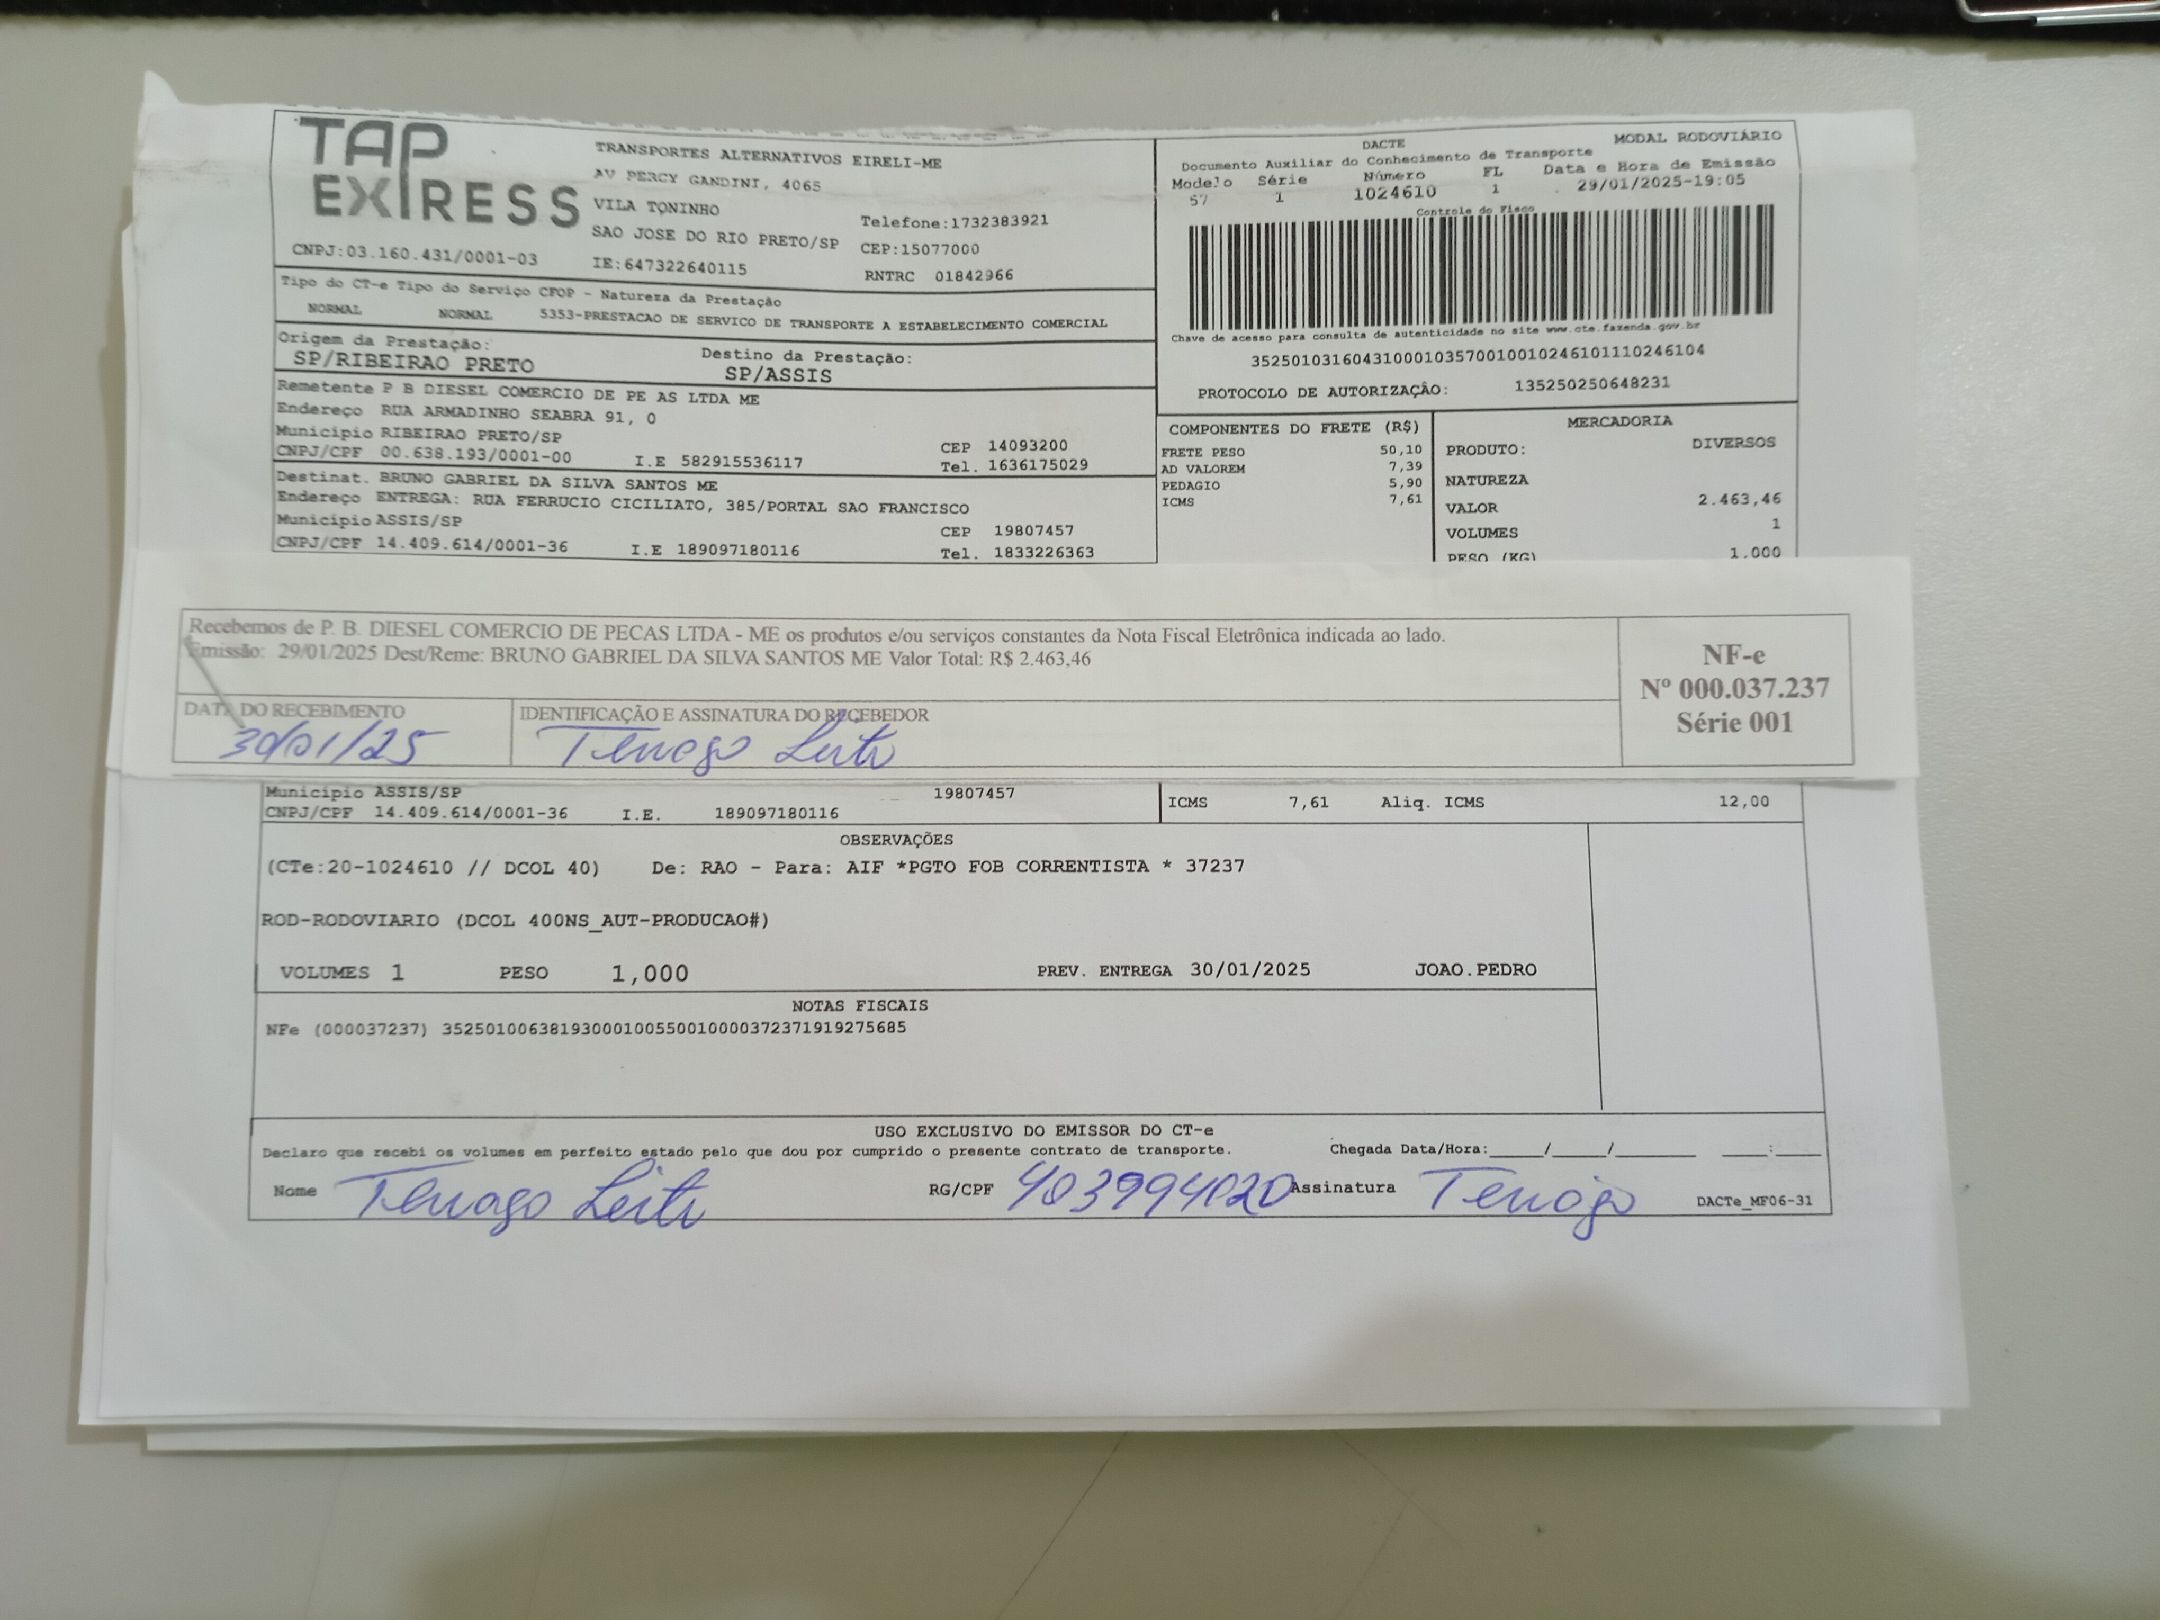 TAP EXPRESS
TRANSPORTES ALTERNATIVOS EIRELI-ME
AV PERCY GANDINI, 4065
VILA TONINHO
SAO JOSE DO RIO PRETO/SP
Telefone:1732383921
CEP:15077000
CNPJ:03.160.431/0001-03
IE:647322640115
RNTRC 01842966
DACTE
MODAL RODOVIÁRIO
Documento Auxiliar do Conhecimento de Transporte
Modelo Série Número FL Data e Hora de Emissão
57 1 1024610 1 29/01/2025-19:05
Controle do Fisco
Chave de acesso para consulta de autenticidade no site www.cte.fazenda.gov.br
35250103160431000103570010010246101110246104
PROTOCOLO DE AUTORIZAÇÃO: 135250250648231
Tipo do CT-e Tipo do Serviço CFOP - Natureza da Prestação
NORMAL NORMAL 5353-PRESTACAO DE SERVICO DE TRANSPORTE A ESTABELECIMENTO COMERCIAL
Origem da Prestação: Destino da Prestação:
SP/RIBEIRAO PRETO SP/ASSIS
Remetente P B DIESEL COMERCIO DE PE AS LTDA ME
Endereço RUA ARMADINHO SEABRA 91, 0
Município RIBEIRAO PRETO/SP CEP 14093200
CNPJ/CPF 00.638.193/0001-00 I.E 582915536117 Tel. 1636175029
Destinat. BRUNO GABRIEL DA SILVA SANTOS ME
Endereço ENTREGA: RUA FERRUCIO CICILIATO, 385/PORTAL SAO FRANCISCO
Município ASSIS/SP CEP 19807457
CNPJ/CPF 14.409.614/0001-36 I.E 189097180116 Tel. 1833226363
COMPONENTES DO FRETE (R$)
FRETE PESO 50,10
AD VALOREM 7,39
PEDAGIO 5,90
ICMS 7,61
MERCADORIA
PRODUTO: DIVERSOS
NATUREZA
VALOR 2.463,46
VOLUMES 1
PESO (KG) 1.000
Recebemos de P. B. DIESEL COMERCIO DE PECAS LTDA - ME os produtos e/ou serviços constantes da Nota Fiscal Eletrônica indicada ao lado.
Emissão: 29/01/2025 Dest/Reme: BRUNO GABRIEL DA SILVA SANTOS ME Valor Total: R$ 2.463,46
DATA DO RECEBIMENTO
30/01/25
IDENTIFICAÇÃO E ASSINATURA DO RECEBEDOR
NF-e
Nº 000.037.237
Série 001
Município ASSIS/SP 19807457
CNPJ/CPF 14.409.614/0001-36 I.E. 189097180116
ICMS 7,61 Aliq. ICMS 12,00
OBSERVAÇÕES
(CTe:20-1024610 // DCOL 40) De: RAO - Para: AIF *PGTO FOB CORRENTISTA * 37237
ROD-RODOVIARIO (DCOL 400NS_AUT-PRODUCAO#)
VOLUMES 1 PESO 1,000 PREV. ENTREGA 30/01/2025 JOAO.PEDRO
NOTAS FISCAIS
NFe (000037237) 35250100638193000100550010000372371919275685
USO EXCLUSIVO DO EMISSOR DO CT-e
Declaro que recebi os volumes em perfeito estado pelo que dou por cumprido o presente contrato de transporte. Chegada Data/Hora:_____/_____/_______ ____:____
Nome RG/CPF 403994020 Assinatura DACTe_MF06-31